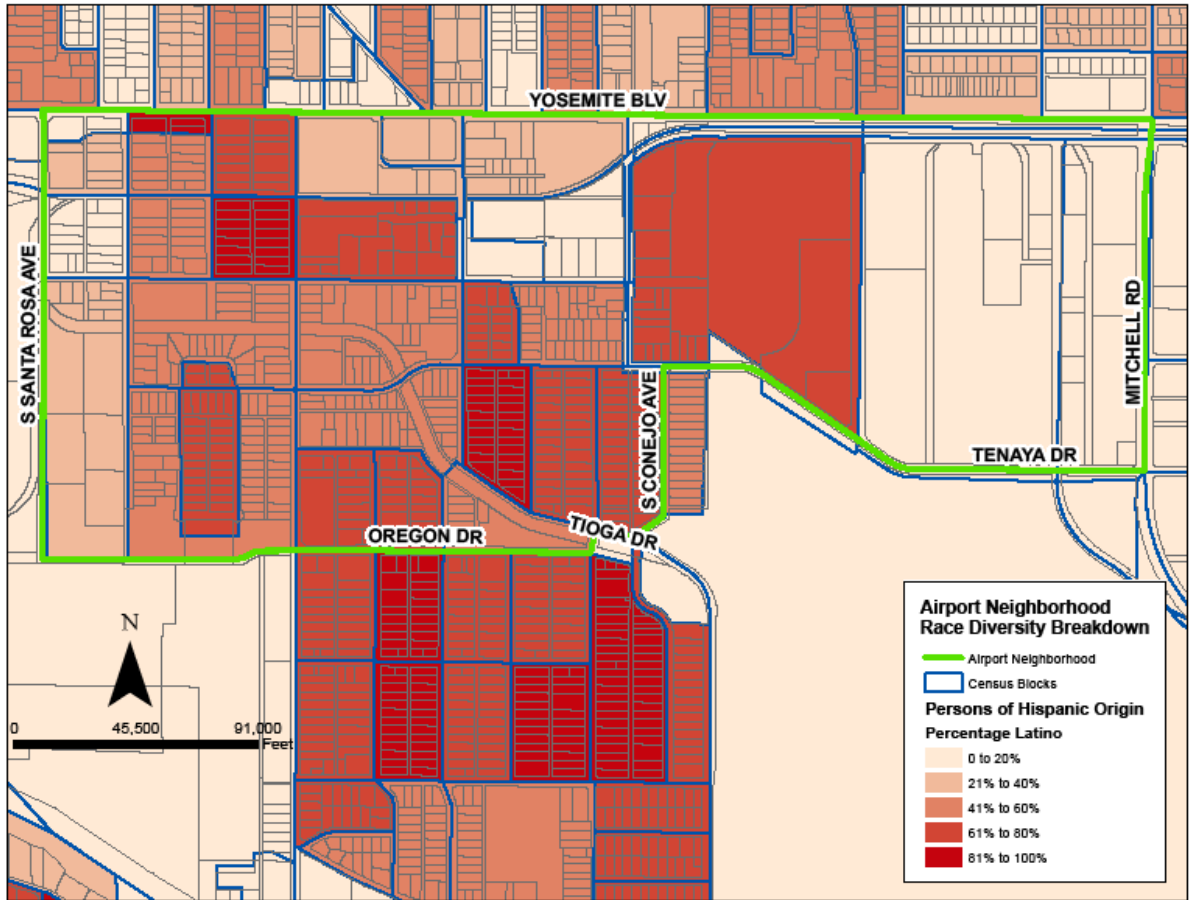 YOSEMITE BLV
S SANTA ROSA AVE
MITCHELL RD
S CONEJO AVE
TENAYA DR
OREGON DR
TIOGA DR
N
0 45,500 91,000
Feet
Airport Neighborhood
Race Diversity Breakdown
Airport Neighborhood
Census Blocks
Persons of Hispanic Origin
Percentage Latino
0 to 20%
21% to 40%
41% to 60%
61% to 80%
81% to 100%